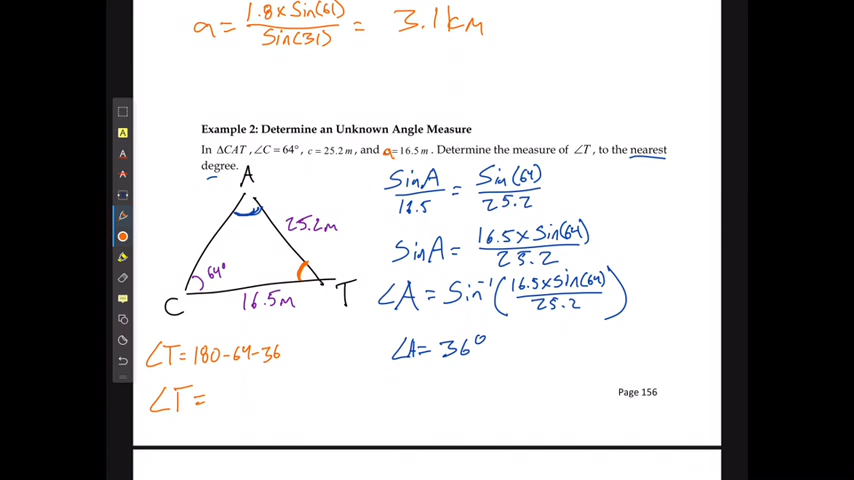 a = 1.8 x Sin(61) / Sin(31) = 3.1 km
Example 2: Determine an Unknown Angle Measure
In ΔCAT, ∠C = 64°, c = 25.2 m, and a = 16.5 m. Determine the measure of ∠T, to the nearest
degree.
A
25.2m
64°
C
16.5m
T
SinA / 16.5 = Sin(64) / 25.2
SinA = 16.5 x Sin(64) / 25.2
∠A = Sin⁻¹(16.5 x Sin(64) / 25.2)
∠A = 36°
∠T = 180-64-36
∠T =
Page 156
A
A
A